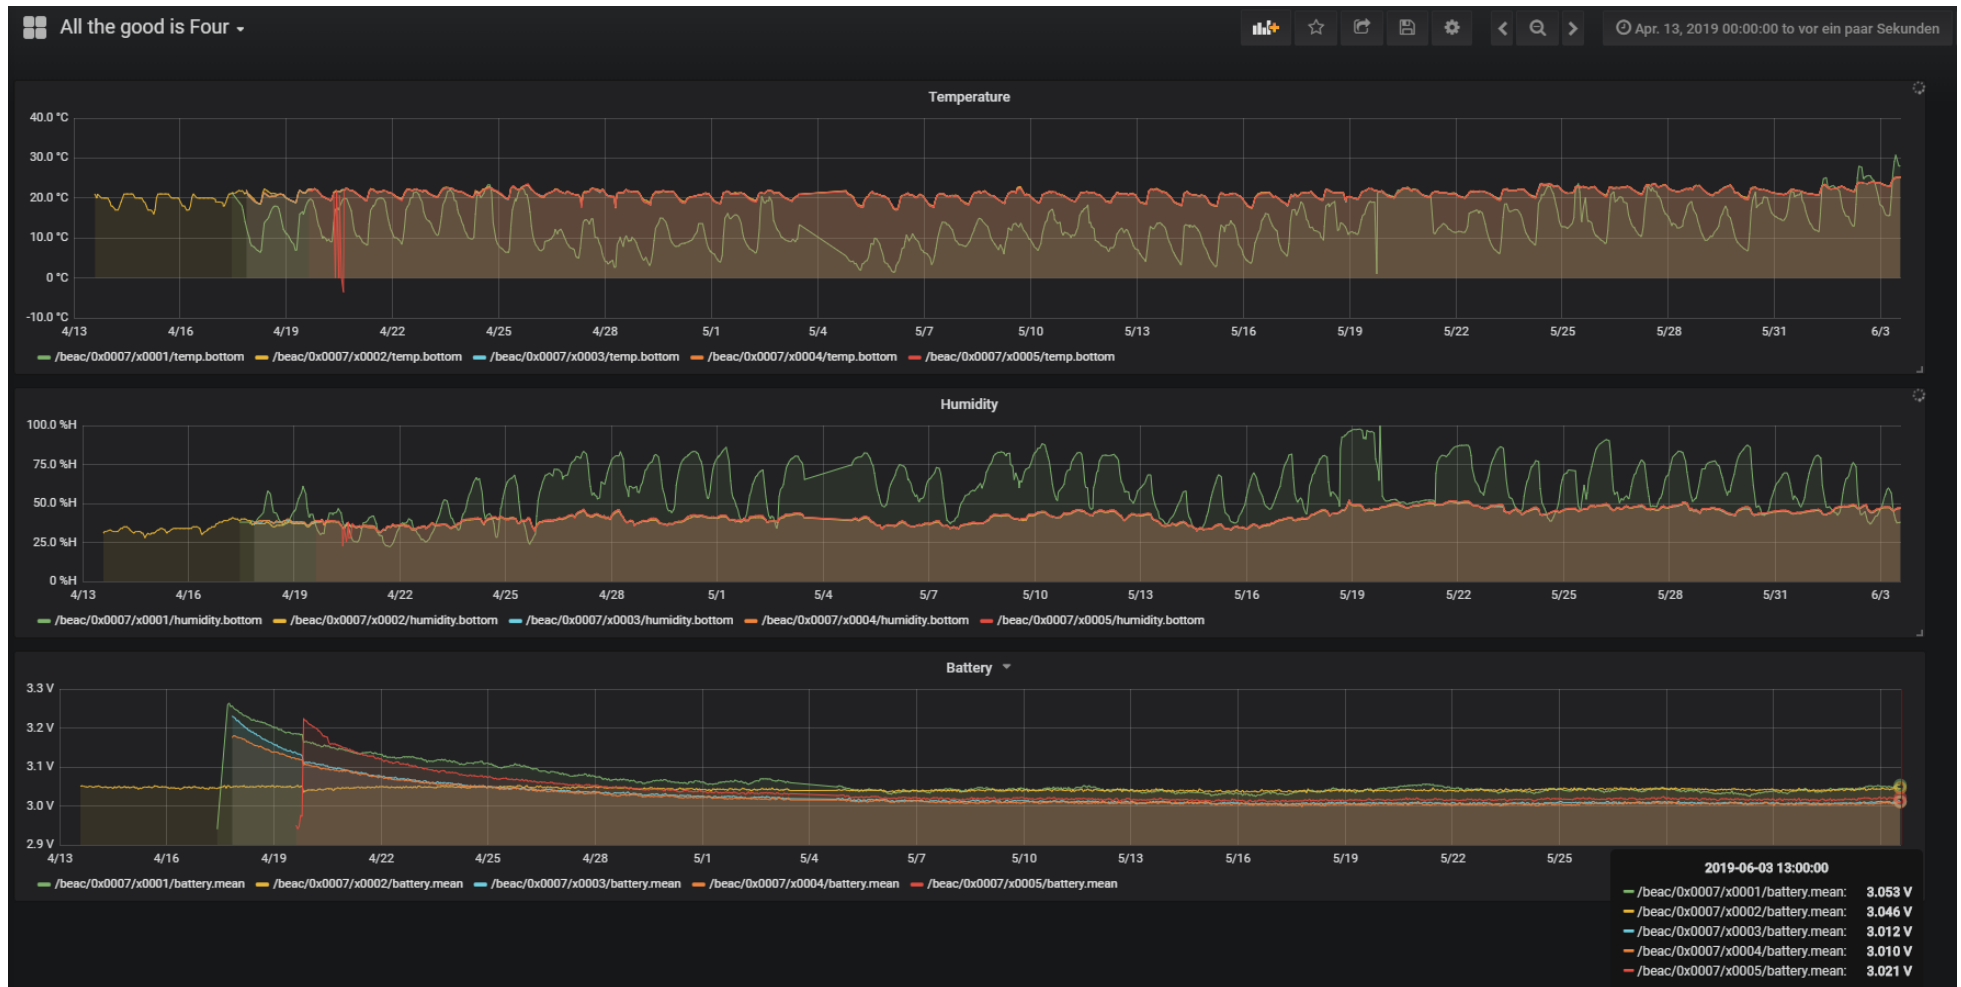 All the good is Four
Apr. 13, 2019 00:00:00 to vor ein paar Sekunden
Temperature
40.0 °C
30.0 °C
20.0 °C
10.0 °C
0 °C
-10.0 °C
4/13 4/16 4/19 4/22 4/25 4/28 5/1 5/4 5/7 5/10 5/13 5/16 5/19 5/22 5/25 5/28 5/31 6/3
/beac/0x0007/x0001/temp.bottom /beac/0x0007/x0002/temp.bottom /beac/0x0007/x0003/temp.bottom /beac/0x0007/x0004/temp.bottom /beac/0x0007/x0005/temp.bottom
Humidity
100.0 %H
75.0 %H
50.0 %H
25.0 %H
0 %H
4/13 4/16 4/19 4/22 4/25 4/28 5/1 5/4 5/7 5/10 5/13 5/16 5/19 5/22 5/25 5/28 5/31 6/3
/beac/0x0007/x0001/humidity.bottom /beac/0x0007/x0002/humidity.bottom /beac/0x0007/x0003/humidity.bottom /beac/0x0007/x0004/humidity.bottom /beac/0x0007/x0005/humidity.bottom
Battery
3.3 V
3.2 V
3.1 V
3.0 V
2.9 V
4/13 4/16 4/19 4/22 4/25 4/28 5/1 5/4 5/7 5/10 5/13 5/16 5/19 5/22 5/25
/beac/0x0007/x0001/battery.mean /beac/0x0007/x0002/battery.mean /beac/0x0007/x0003/battery.mean /beac/0x0007/x0004/battery.mean /beac/0x0007/x0005/battery.mean
2019-06-03 13:00:00
/beac/0x0007/x0001/battery.mean: 3.053 V
/beac/0x0007/x0002/battery.mean: 3.046 V
/beac/0x0007/x0003/battery.mean: 3.012 V
/beac/0x0007/x0004/battery.mean: 3.010 V
/beac/0x0007/x0005/battery.mean: 3.021 V